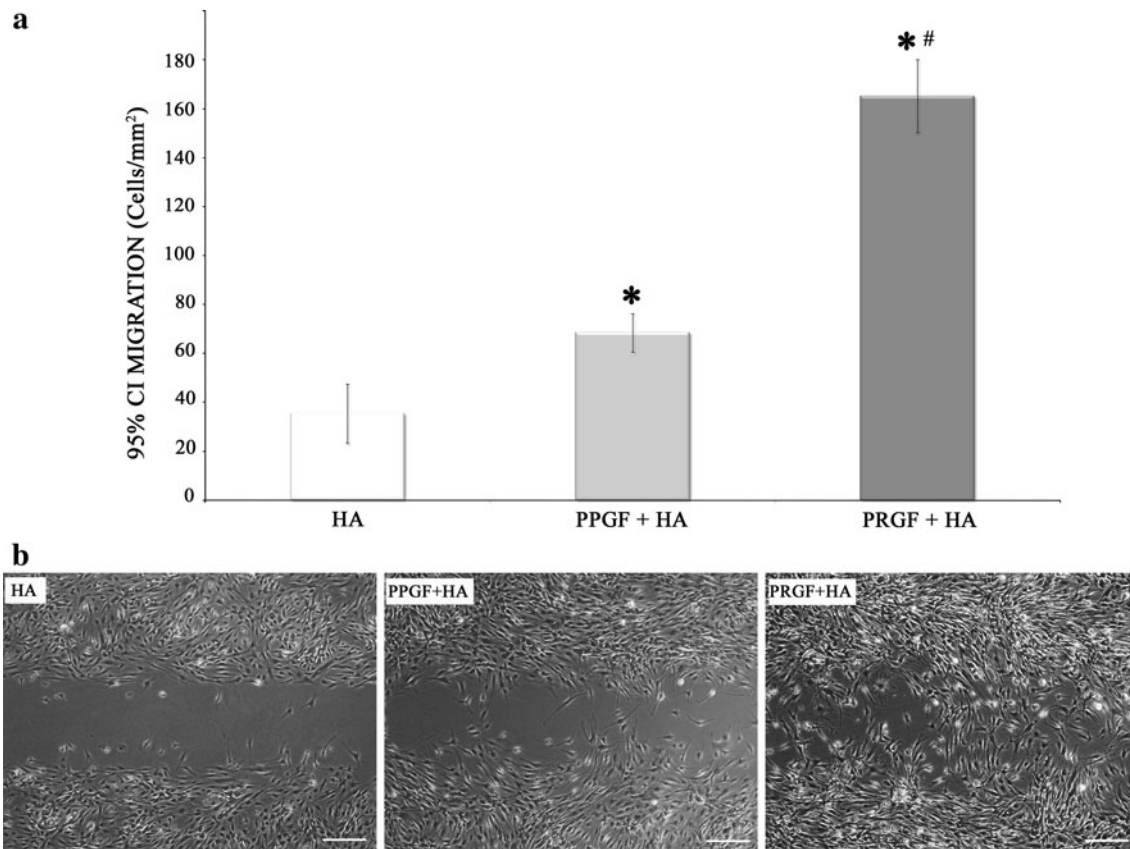 a
95% CI MIGRATION (Cells/mm²)
180
160
140
120
100
80
60
40
20
0
*
* #
HA
PPGF + HA
PRGF + HA
b
HA
PPGF+HA
PRGF+HA